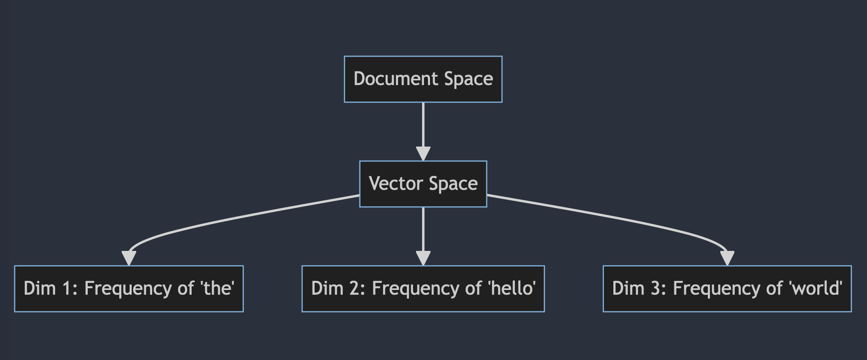 Document Space
Vector Space
Dim 1: Frequency of 'the'
Dim 2: Frequency of 'hello'
Dim 3: Frequency of 'world'